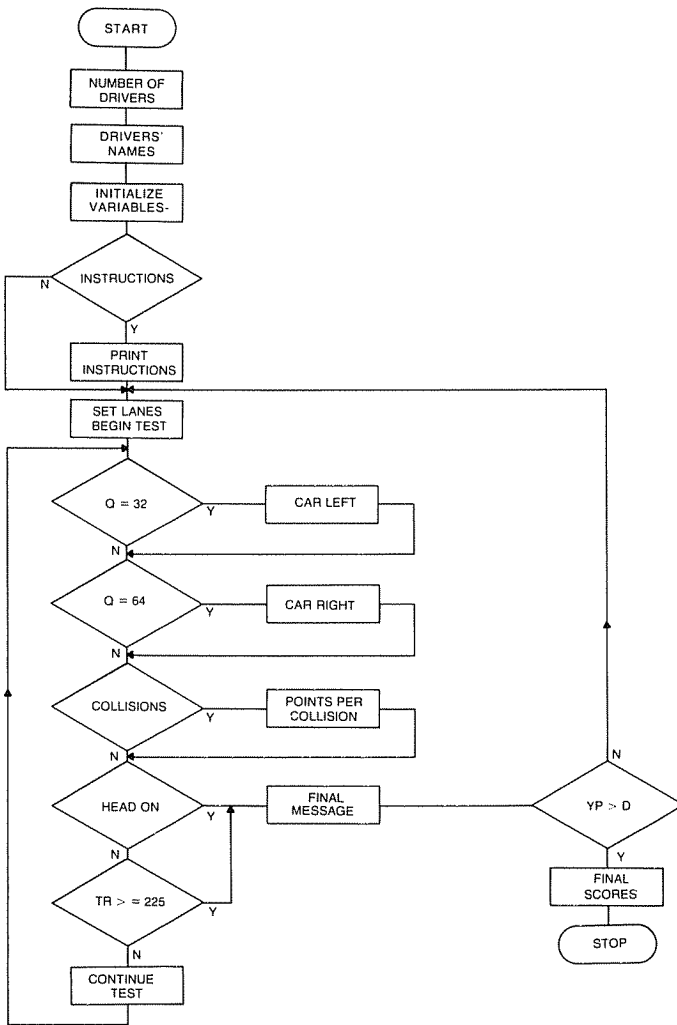 START
NUMBER OF
DRIVERS
DRIVERS'
NAMES
INITIALIZE
VARIABLES-
INSTRUCTIONS
N
Y
PRINT
INSTRUCTIONS
SET LANES
BEGIN TEST
Q = 32
Y
CAR LEFT
N
Q = 64
Y
CAR RIGHT
N
COLLISIONS
Y
POINTS PER
COLLISION
N
HEAD ON
Y
FINAL
MESSAGE
N
YP > D
N
Y
FINAL
SCORES
STOP
TR > = 225
Y
N
CONTINUE
TEST